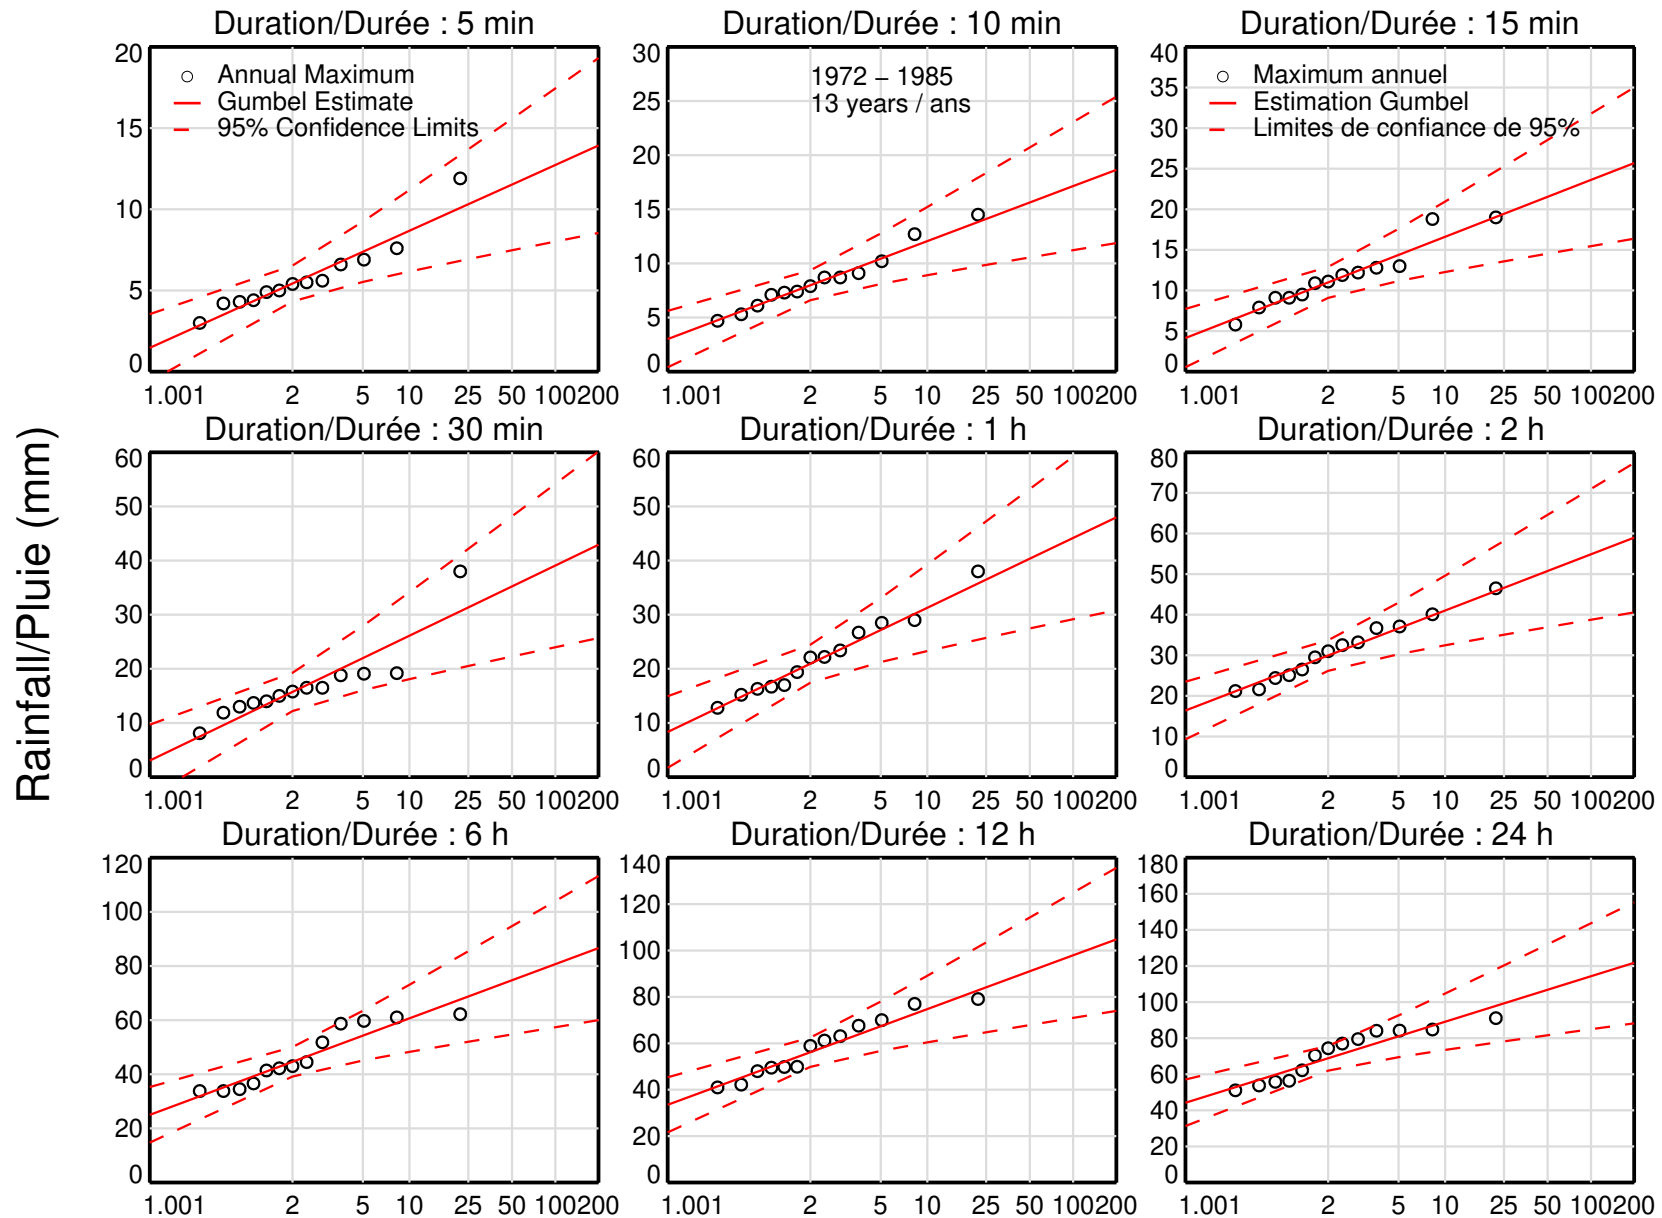 Duration/Durée : 5 min
Duration/Durée : 10 min
Duration/Durée : 15 min
20
15
10
5
0
Annual Maximum
Gumbel Estimate
95% Confidence Limits
1.001 2 5 10 25 50 100 200
30
25
20
15
10
5
0
1972 – 1985
13 years / ans
1.001 2 5 10 25 50 100 200
40
35
30
25
20
15
10
5
0
Maximum annuel
Estimation Gumbel
Limites de confiance de 95%
1.001 2 5 10 25 50 100 200
Rainfall/Pluie (mm)
Duration/Durée : 30 min
Duration/Durée : 1 h
Duration/Durée : 2 h
60
50
40
30
20
10
0
1.001 2 5 10 25 50 100 200
60
50
40
30
20
10
0
1.001 2 5 10 25 50 100 200
80
70
60
50
40
30
20
10
0
1.001 2 5 10 25 50 100 200
Duration/Durée : 6 h
Duration/Durée : 12 h
Duration/Durée : 24 h
120
100
80
60
40
20
0
1.001 2 5 10 25 50 100 200
140
120
100
80
60
40
20
0
1.001 2 5 10 25 50 100 200
180
160
140
120
100
80
60
40
20
0
1.001 2 5 10 25 50 100 200